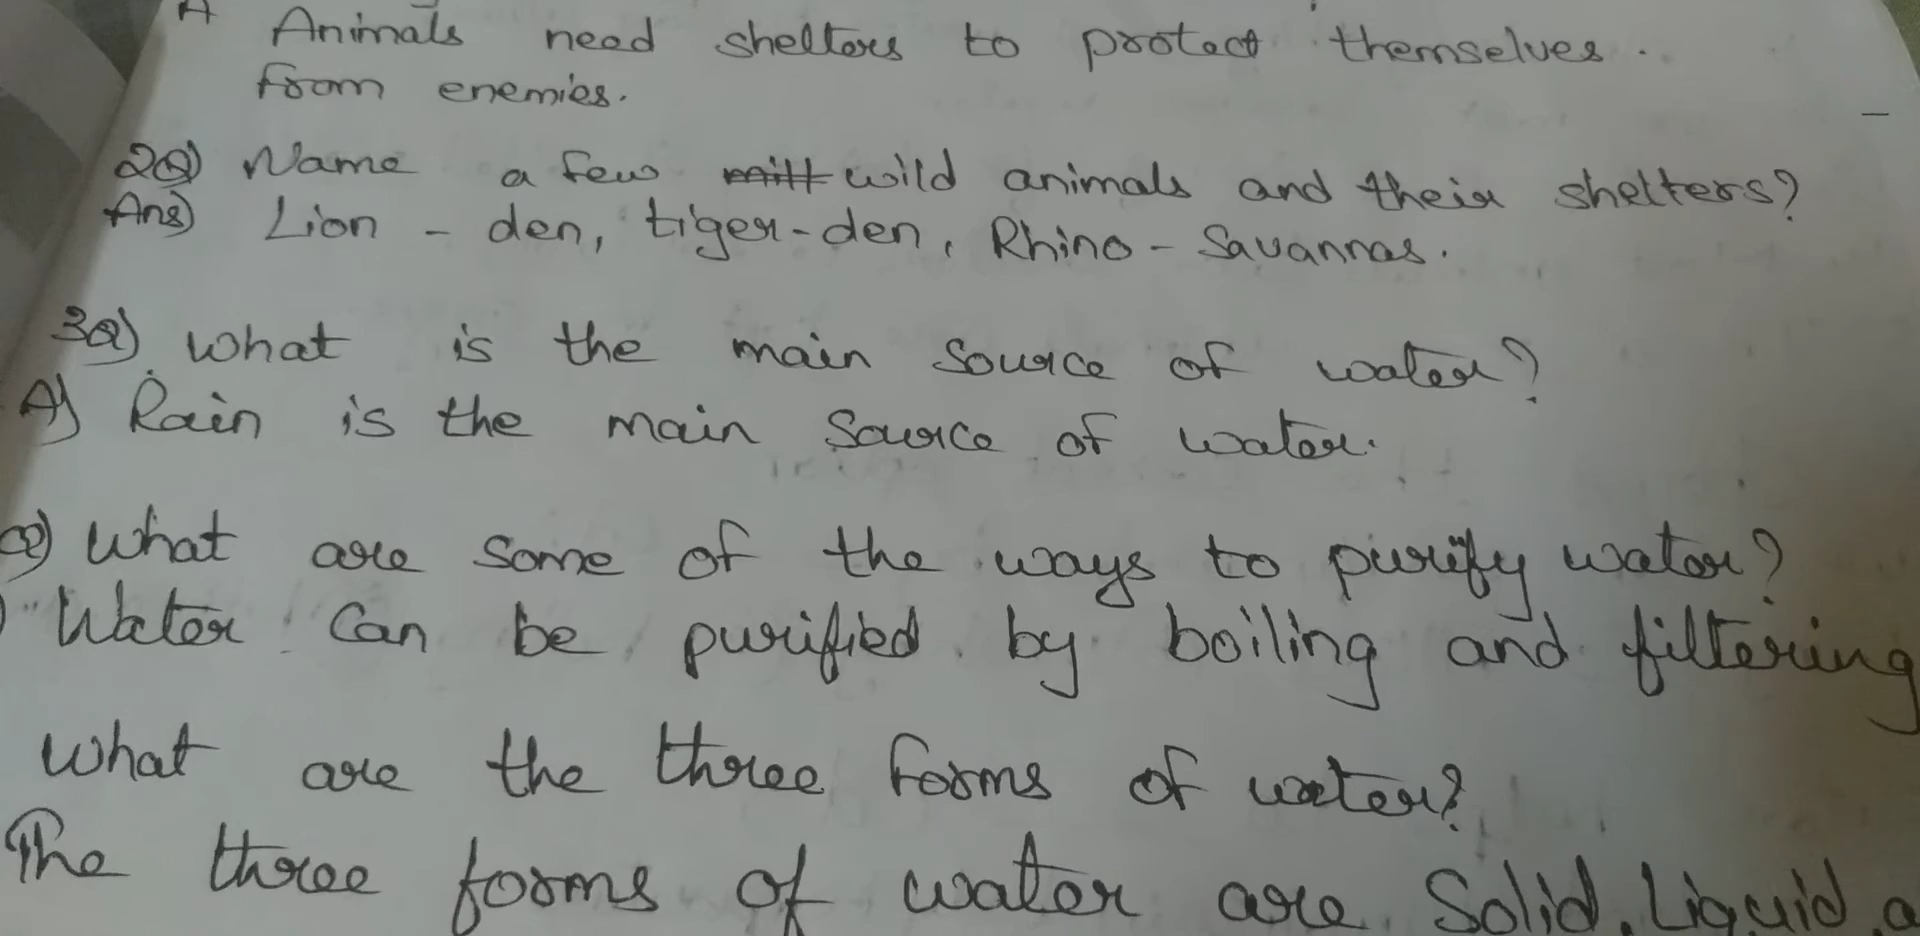 A Animals need shelters to protect themselves.
from enemies.
2Q) Name a few wild animals and their shelters?
Ans) Lion - den, tiger-den, Rhino - Savannas.
3Q) What is the main source of water?
A) Rain is the main source of water.
Q) What are some of the ways to purify water?
Water can be purified by boiling and filtering
What are the three forms of water?
The three forms of water are Solid, Liquid, a